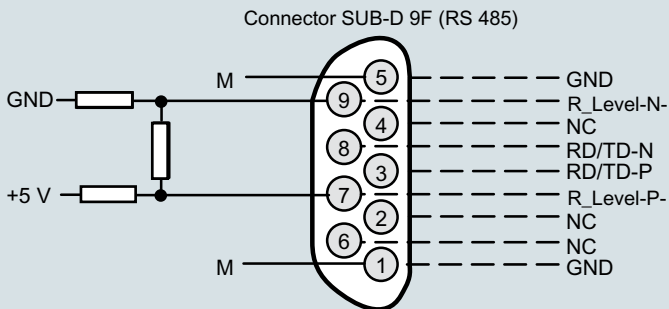 Connector SUB-D 9F (RS 485)
M
5
GND
GND
9
R_Level-N-
4
NC
8
RD/TD-N
3
RD/TD-P
+5 V
7
R_Level-P-
2
NC
6
NC
M
1
GND